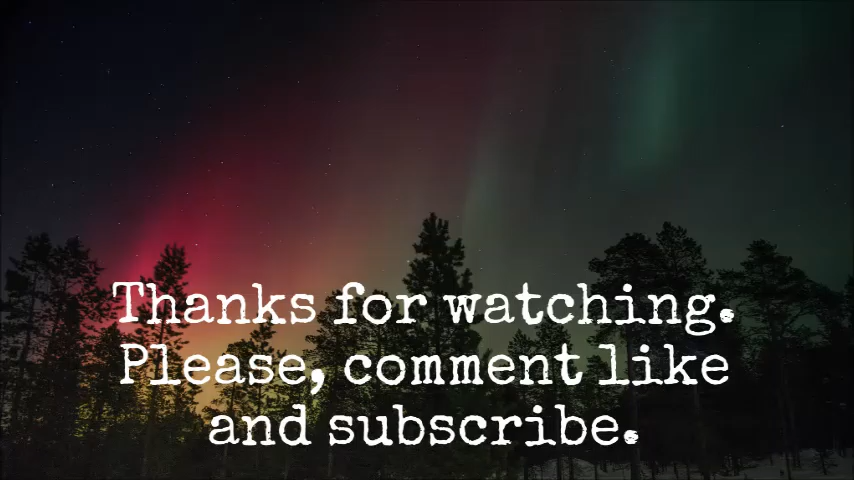 Thanks for watching.
Please, comment like
and subscribe.